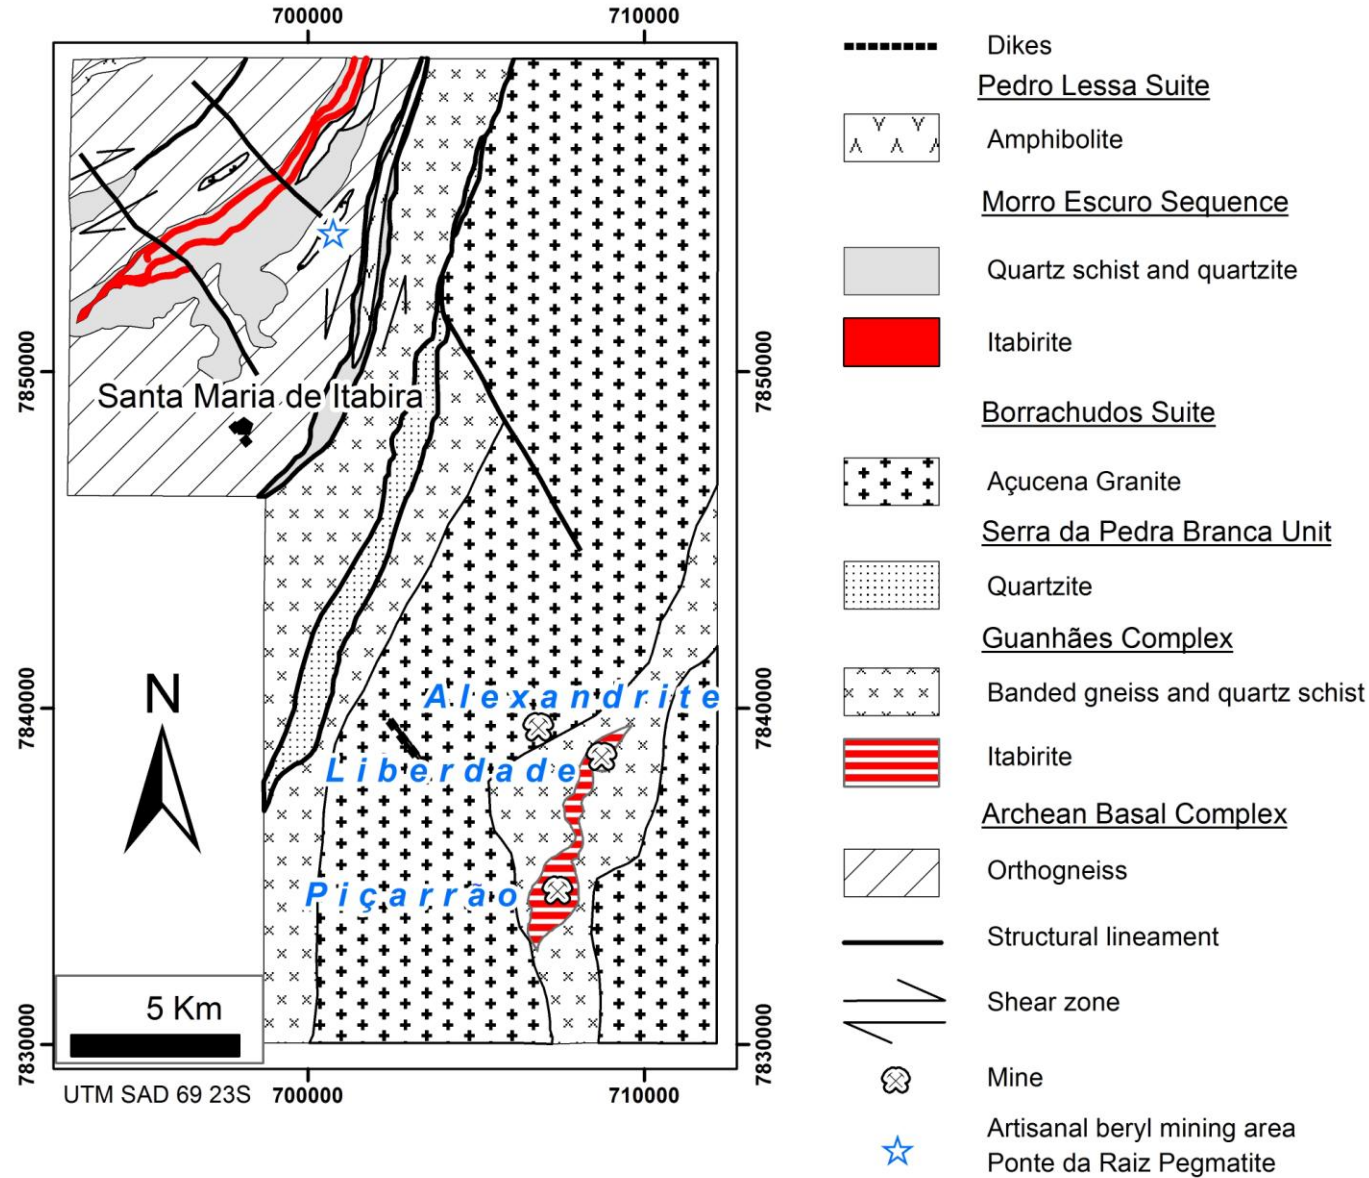 700000
710000
7850000
7840000
7830000
7850000
7840000
7830000
Santa Maria de Itabira
N
Alexandrite
Liberdade
Piçarrão
5 Km
UTM SAD 69 23S
700000
710000
Dikes
Pedro Lessa Suite
Amphibolite
Morro Escuro Sequence
Quartz schist and quartzite
Itabirite
Borrachudos Suite
Açucena Granite
Serra da Pedra Branca Unit
Quartzite
Guanhães Complex
Banded gneiss and quartz schist
Itabirite
Archean Basal Complex
Orthogneiss
Structural lineament
Shear zone
Mine
Artisanal beryl mining area
Ponte da Raiz Pegmatite